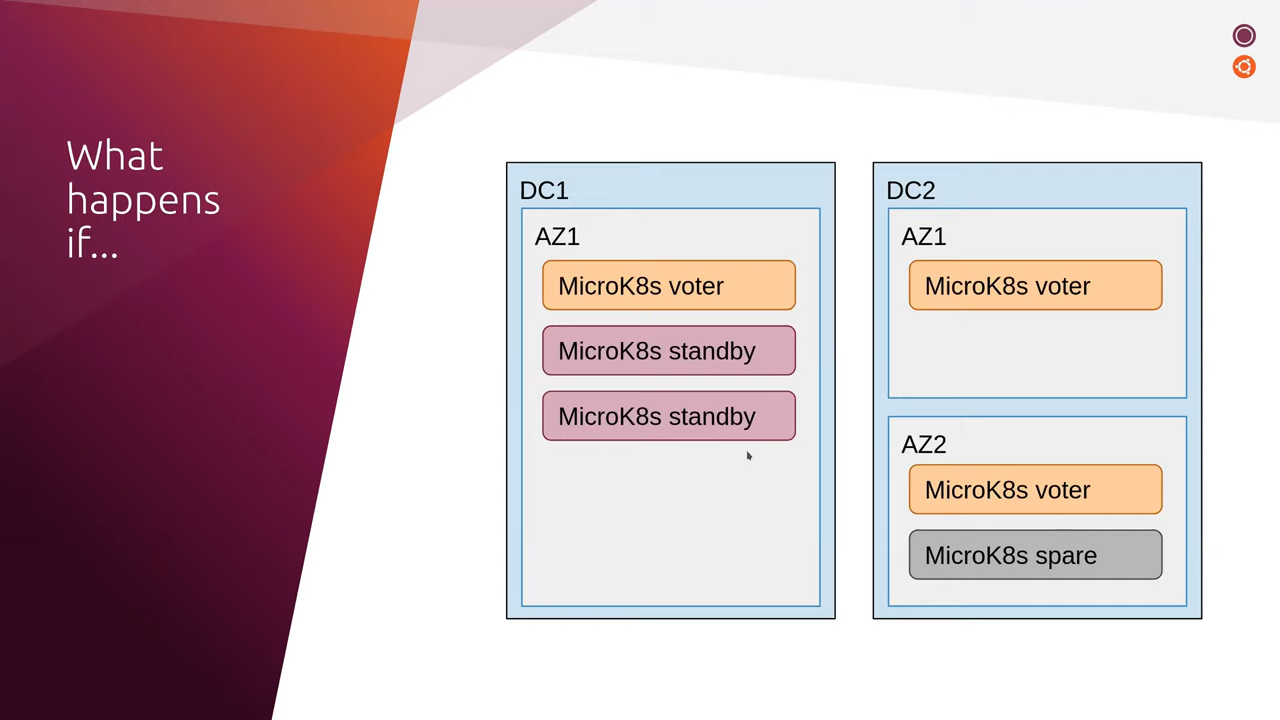 What
happens
if...
DC1
AZ1
MicroK8s voter
MicroK8s standby
MicroK8s standby
DC2
AZ1
MicroK8s voter
AZ2
MicroK8s voter
MicroK8s spare